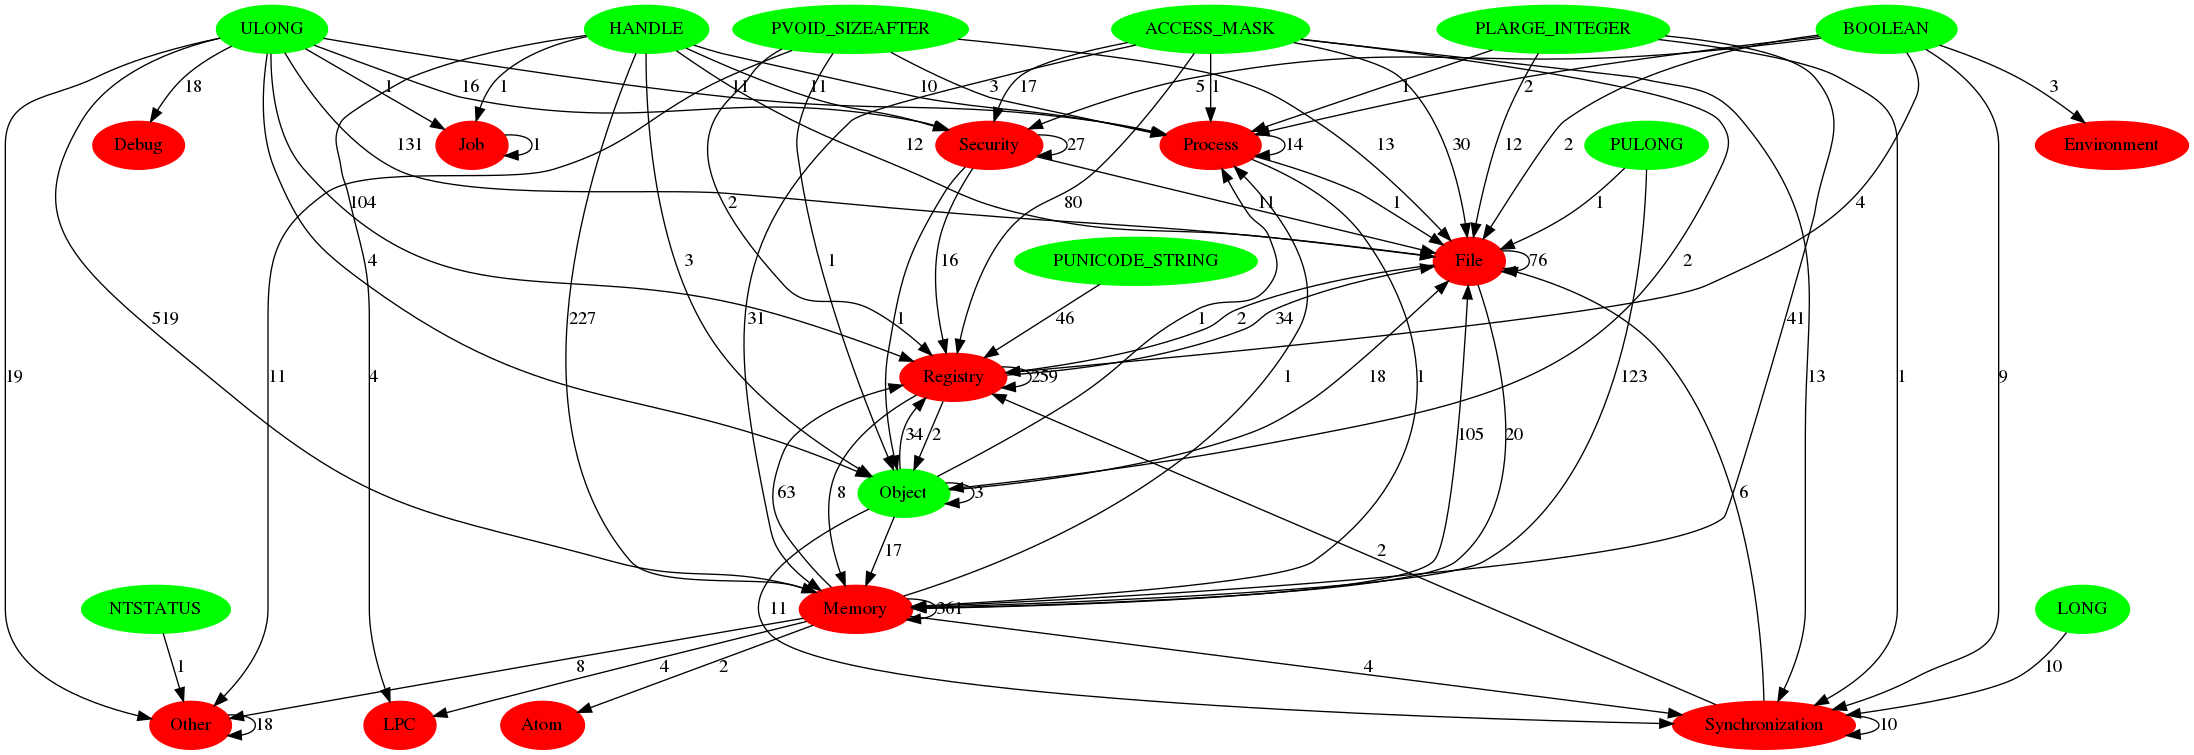 ULONG HANDLE PVOID_SIZEAFTER ACCESS_MASK PLARGE_INTEGER BOOLEAN
18 1 16 1 11 11 10 3 3 17 1 5 1 2 3
Debug Job 1 Security 27 Process 14 PULONG Environment
131 12 13 30 12 2
104 2 80 11 1 1 4
4 3 1 16 PUNICODE_STRING File 76 2
519 227 31 1 46 1 2 34 41
19 11 4 Registry 259 1 18 1 123 13 1 9
34 2 105 20
63 8 Object 3 6
17 2
NTSTATUS 11 Memory 361 LONG
1 8 4 2 4 10
Other 18 LPC Atom Synchronization 10